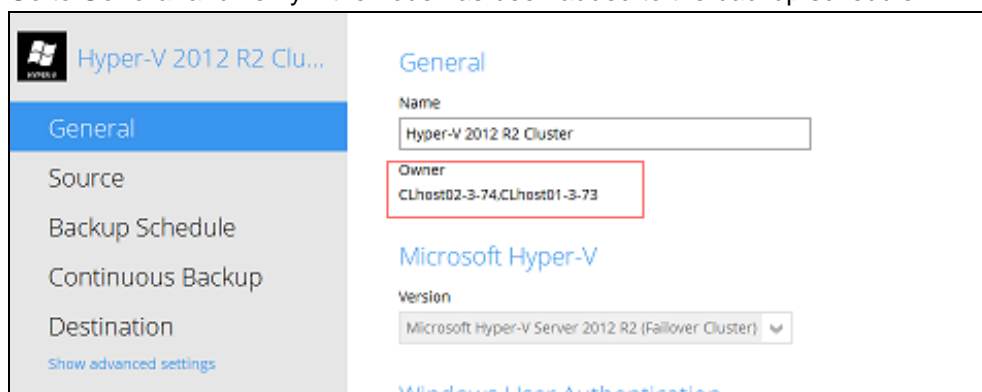 Hyper-V 2012 R2 Clu...
General
Source
Backup Schedule
Continuous Backup
Destination
Show advanced settings
General
Name
Hyper-V 2012 R2 Cluster
Owner
CLhost02-3-74,CLhost01-3-73
Microsoft Hyper-V
Version
Microsoft Hyper-V Server 2012 R2 (Failover Cluster)